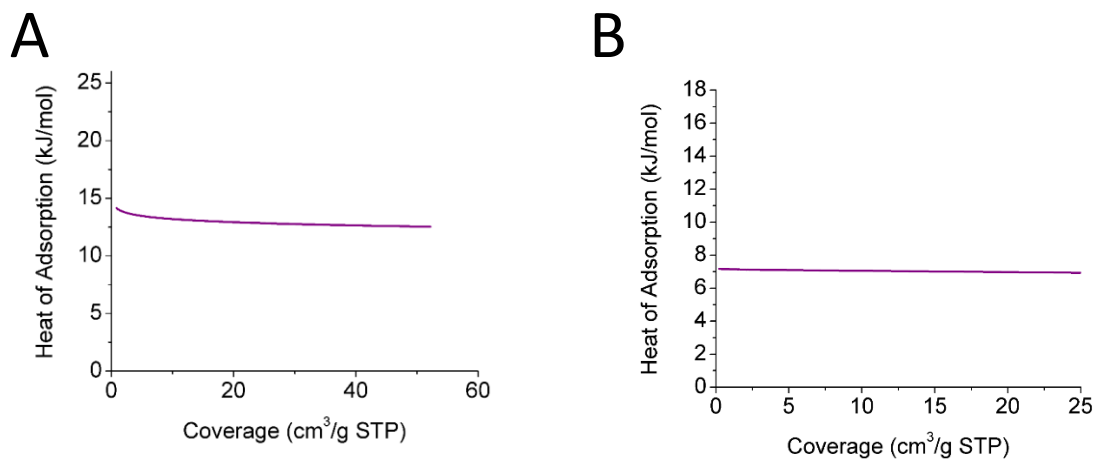 A
Heat of Adsorption (kJ/mol)
25
20
15
10
5
0
0 20 40 60
Coverage (cm³/g STP)
B
Heat of Adsorption (kJ/mol)
18
16
14
12
10
8
6
4
2
0
0 5 10 15 20 25
Coverage (cm³/g STP)